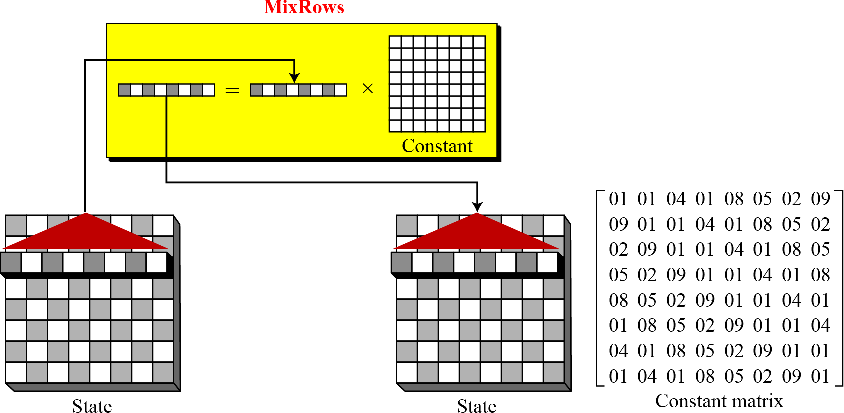 MixRows
= ×
Constant
01 01 04 01 08 05 02 09
09 01 01 04 01 08 05 02
02 09 01 01 04 01 08 05
05 02 09 01 01 04 01 08
08 05 02 09 01 01 04 01
01 08 05 02 09 01 01 04
04 01 08 05 02 09 01 01
01 04 01 08 05 02 09 01
State
State
Constant matrix